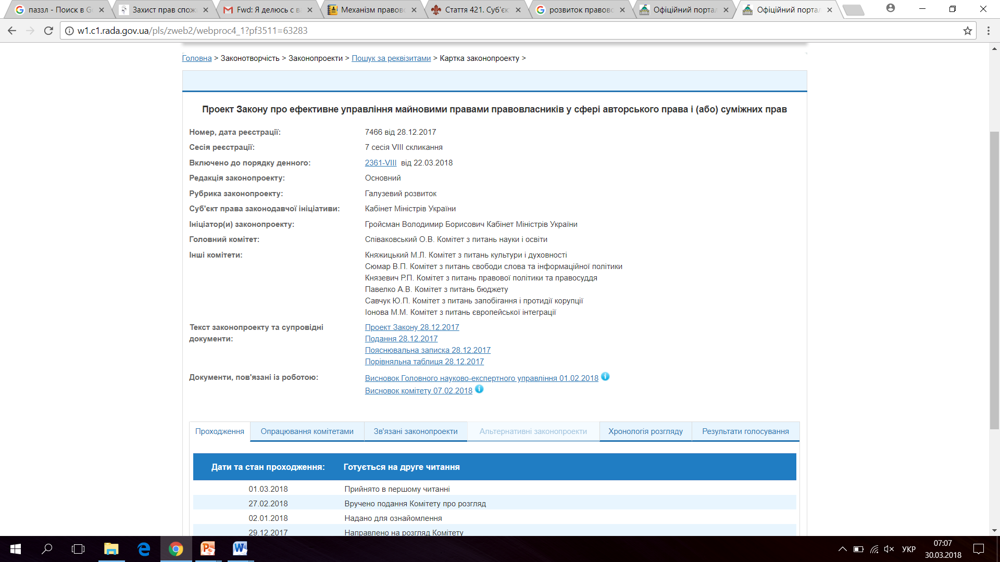 паззл - Поиск в G
Захист прав спож
Fwd: Я делюсь с в
Механізм правов
Стаття 421. Суб'єк
розвиток правов
Офіційний порта
Офіційний порта
w1.c1.rada.gov.ua/pls/zweb2/webproc4_1?pf3511=63283
Головна > Законотворчість > Законопроекти > Пошук за реквізитами > Картка законопроекту >
Проект Закону про ефективне управління майновими правами правовласників у сфері авторського права і (або) суміжних прав
Номер, дата реєстрації: 7466 від 28.12.2017
Сесія реєстрації: 7 сесія VIII скликання
Включено до порядку денного: 2361-VIII від 22.03.2018
Редакція законопроекту: Основний
Рубрика законопроекту: Галузевий розвиток
Суб'єкт права законодавчої ініціативи: Кабінет Міністрів України
Ініціатор(и) законопроекту: Гройсман Володимир Борисович Кабінет Міністрів України
Головний комітет: Співаковський О.В. Комітет з питань науки і освіти
Інші комітети: Княжицький М.Л. Комітет з питань культури і духовності
Сюмар В.П. Комітет з питань свободи слова та інформаційної політики
Князевич Р.П. Комітет з питань правової політики та правосуддя
Павелко А.В. Комітет з питань бюджету
Савчук Ю.П. Комітет з питань запобігання і протидії корупції
Іонова М.М. Комітет з питань європейської інтеграції
Текст законопроекту та супровідні документи:
Проект Закону 28.12.2017
Подання 28.12.2017
Пояснювальна записка 28.12.2017
Порівняльна таблиця 28.12.2017
Документи, пов'язані із роботою: Висновок Головного науково-експертного управління 01.02.2018
Висновок комітету 07.02.2018
Проходження Опрацювання комітетами Зв'язані законопроекти Альтернативні законопроекти Хронологія розгляду Результати голосування
Дати та стан проходження: Готується на друге читання
01.03.2018 Прийнято в першому читанні
27.02.2018 Вручено подання Комітету про розгляд
02.01.2018 Надано для ознайомлення
29.12.2017 Направлено на розгляд Комітету
УКР
07:07
30.03.2018